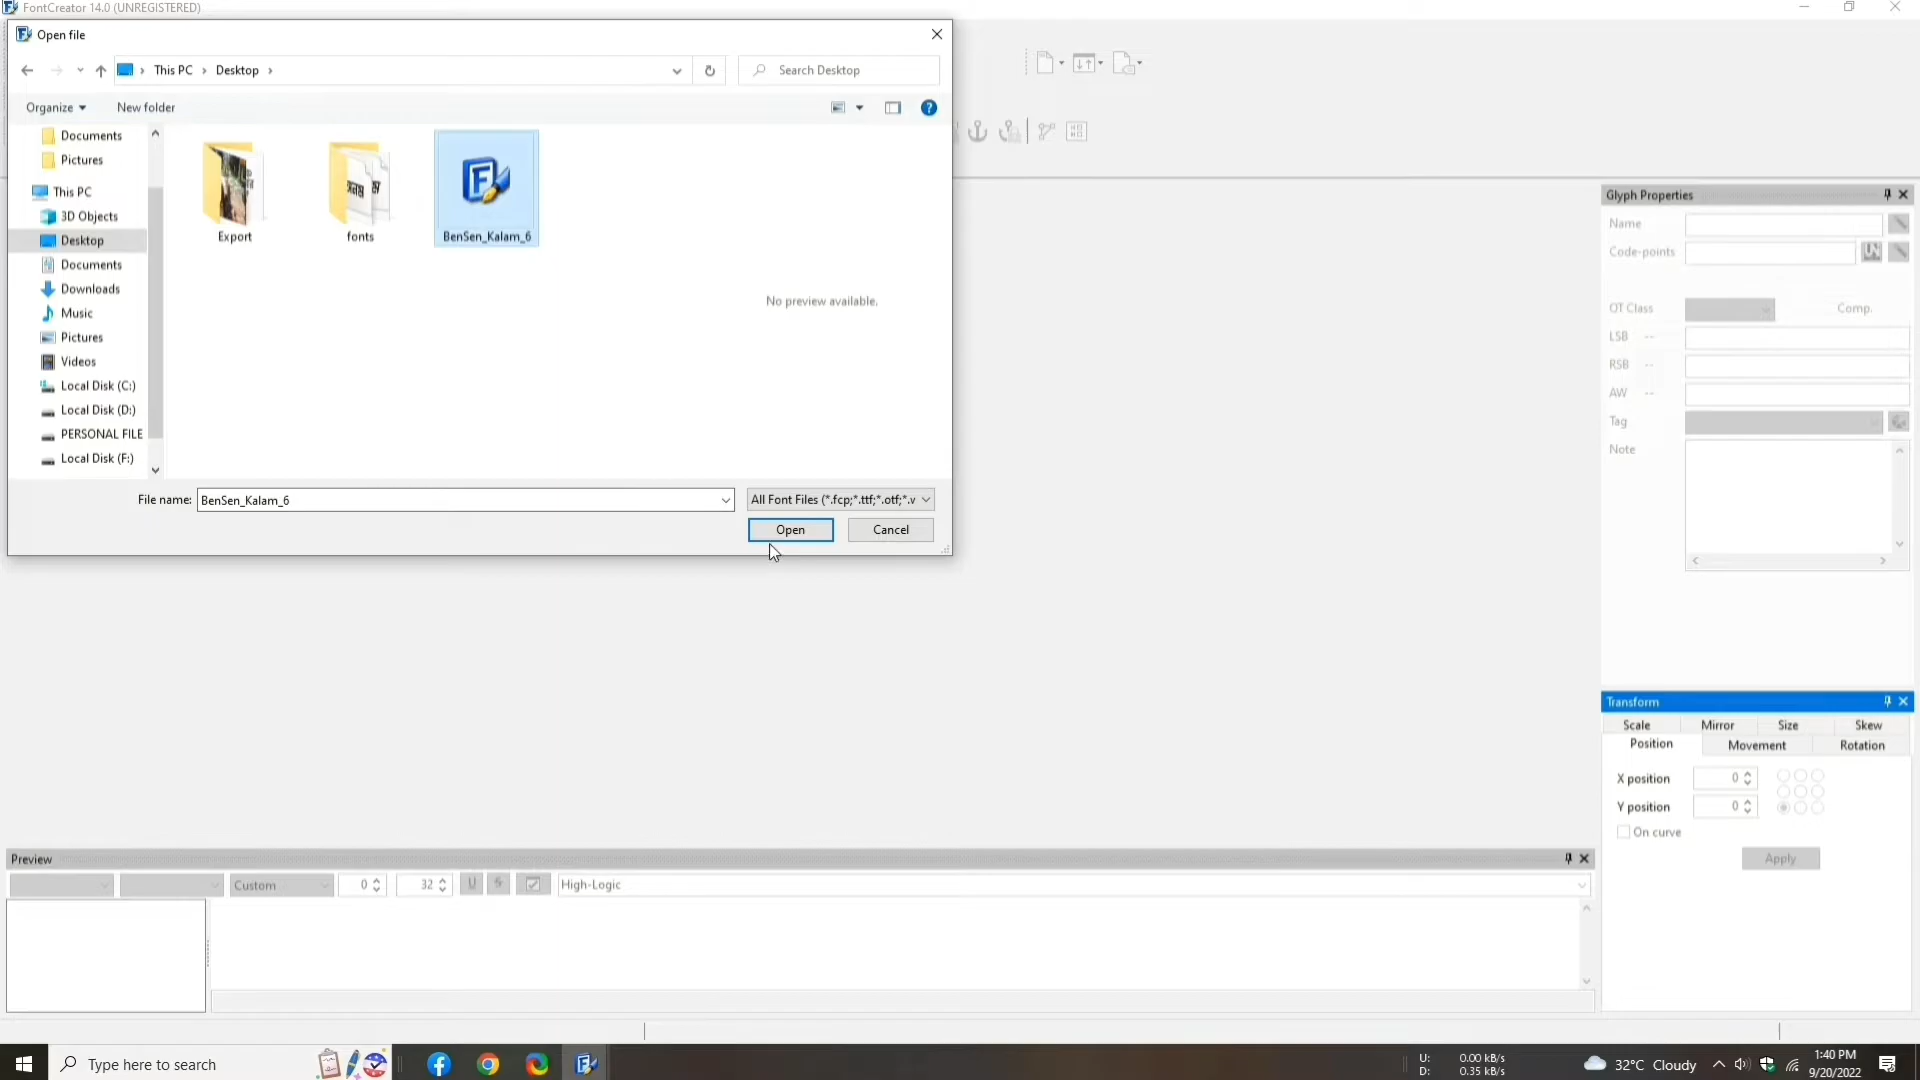 FontCreator 14.0 (UNREGISTERED)
Open file
This PC
Desktop
Search Desktop
Organize
New folder
Documents
Pictures
This PC
3D Objects
Desktop
Documents
Downloads
Music
Pictures
Videos
Local Disk (C:)
Local Disk (D:)
PERSONAL FILE
Local Disk (F:)
Export
fonts
BenSen_Kalam_6
No preview available.
File name: BenSen_Kalam_6
All Font Files (*.fcp;*.ttf;*.otf;*.v
Open
Cancel
Glyph Properties
Name
Code-points
OT Class
Comp.
LSB --
RSB --
AW --
Tag
Note
Transform
Scale Mirror Size Skew
Position Movement Rotation
X position 0
Y position 0
On curve
Apply
Preview
Custom 0 32 U High-Logic
Type here to search
U: 0.00 kB/s
D: 0.35 kB/s
32°C Cloudy
1:40 PM
9/20/2022